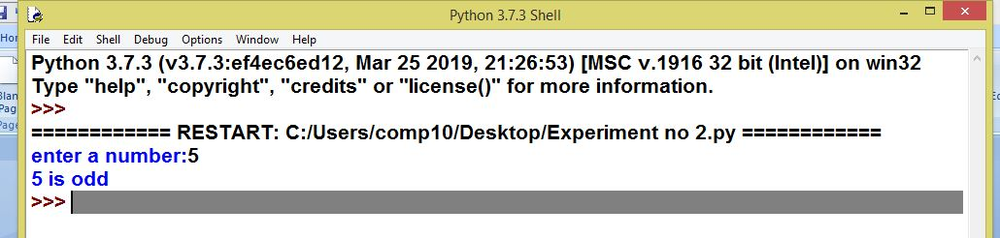 Python 3.7.3 Shell
File Edit Shell Debug Options Window Help
Python 3.7.3 (v3.7.3:ef4ec6ed12, Mar 25 2019, 21:26:53) [MSC v.1916 32 bit (Intel)] on win32
Type "help", "copyright", "credits" or "license()" for more information.
>>>
============ RESTART: C:/Users/comp10/Desktop/Experiment no 2.py ============
enter a number:5
5 is odd
>>>